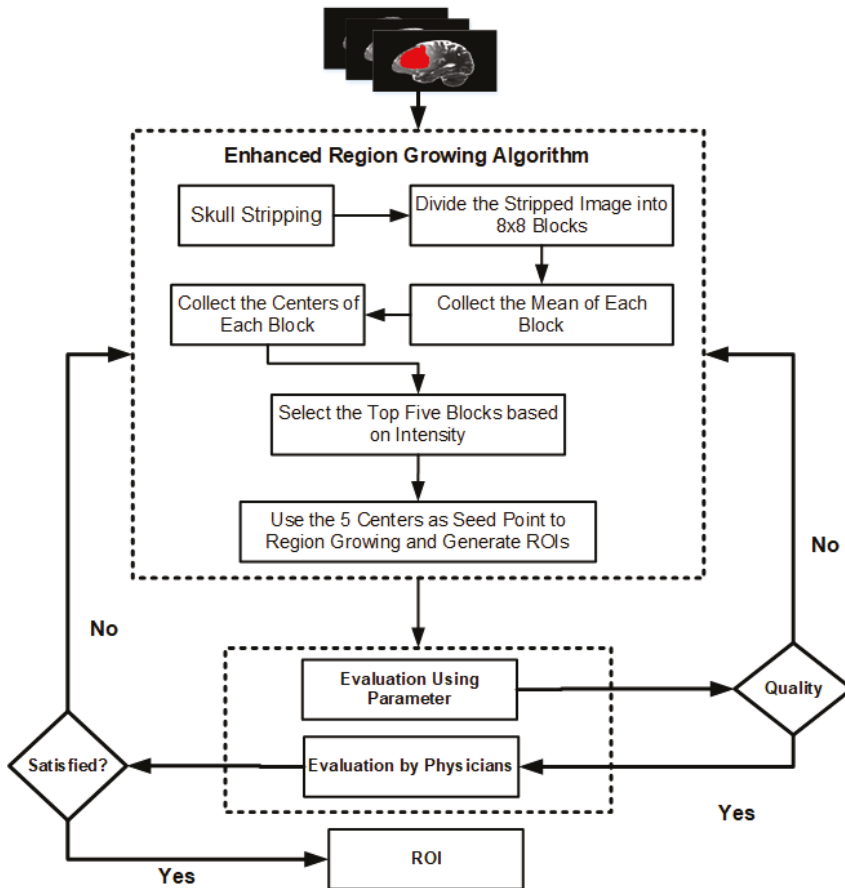 Enhanced Region Growing Algorithm
Skull Stripping
Divide the Stripped Image into
8x8 Blocks
Collect the Centers of
Each Block
Collect the Mean of Each
Block
Select the Top Five Blocks based
on Intensity
Use the 5 Centers as Seed Point to
Region Growing and Generate ROIs
No
No
Evaluation Using
Parameter
Quality
Evaluation by Physicians
Satisfied?
Yes
ROI
Yes